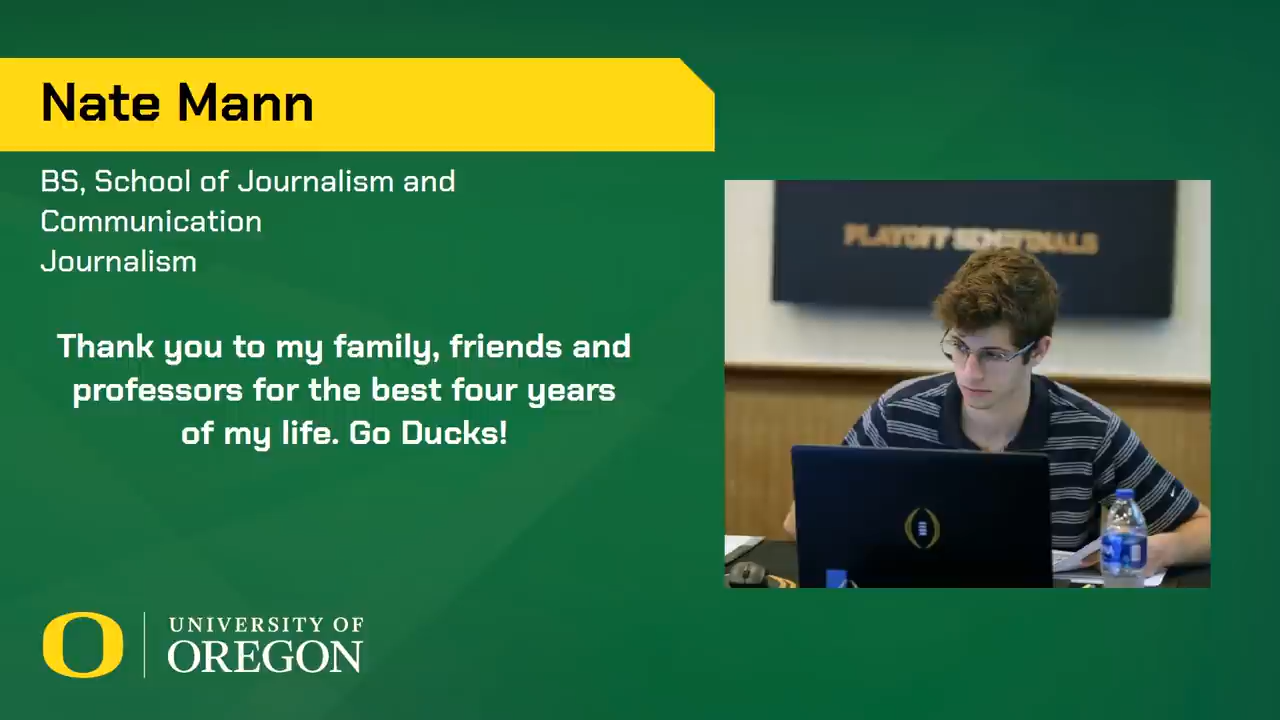 Nate Mann
BS, School of Journalism and
Communication
Journalism
Thank you to my family, friends and
professors for the best four years
of my life. Go Ducks!
PLAYOFF SEMIFINALS
O
UNIVERSITY OF
OREGON